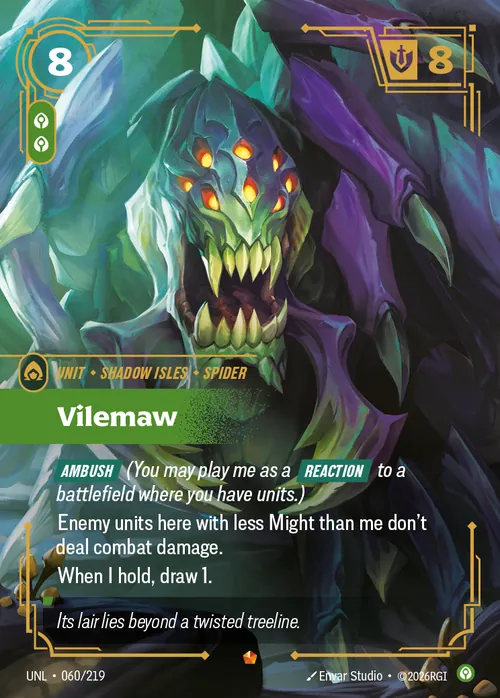 8
8
UNIT • SHADOW ISLES • SPIDER
Vilemaw
AMBUSH (You may play me as a REACTION to a
battlefield where you have units.)
Enemy units here with less Might than me don't
deal combat damage.
When I hold, draw 1.
Its lair lies beyond a twisted treeline.
UNL • 060/219
Envar Studio • ©2026RGI